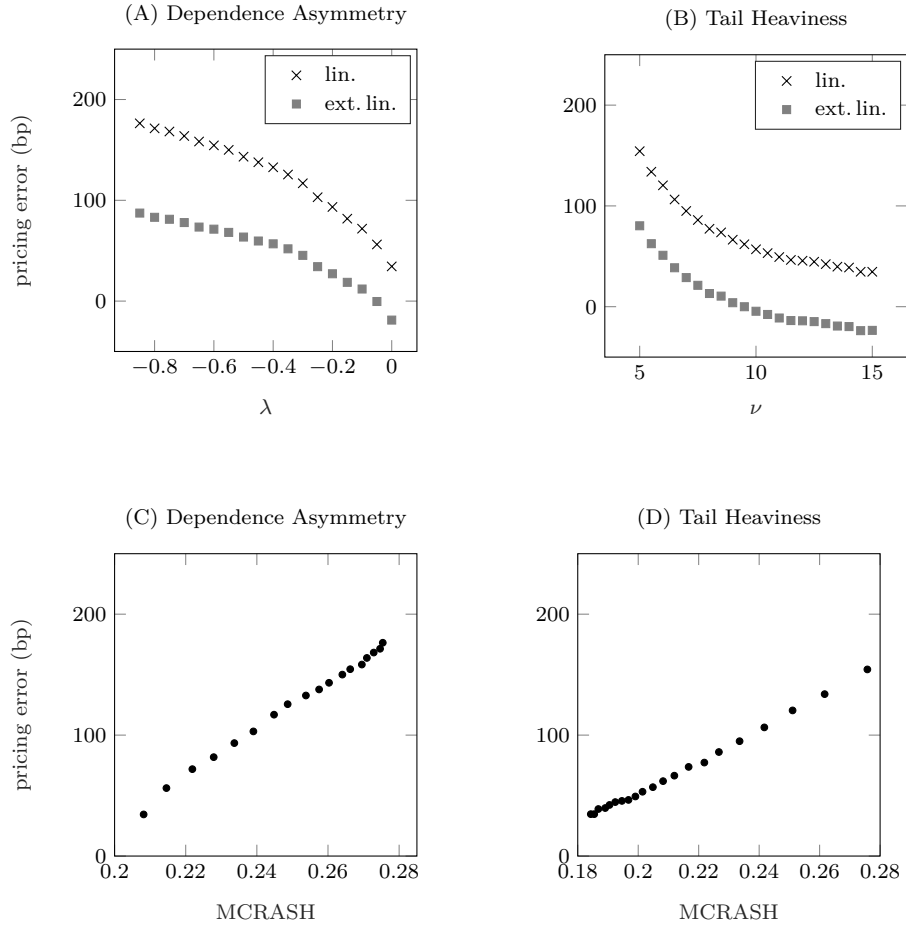 (A) Dependence Asymmetry
(B) Tail Heaviness
pricing error (bp)
200
100
0
−0.8
−0.6
−0.4
−0.2
0
λ
lin.
ext. lin.
200
100
0
5
10
15
ν
lin.
ext. lin.
(C) Dependence Asymmetry
(D) Tail Heaviness
pricing error (bp)
200
100
0
0.2
0.22
0.24
0.26
0.28
MCRASH
200
100
0
0.18
0.2
0.22
0.24
0.26
0.28
MCRASH